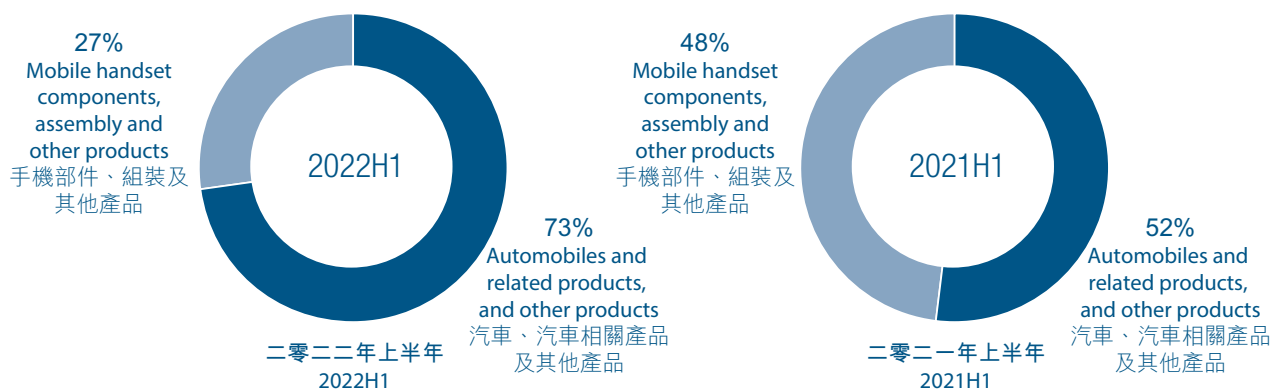 27%
Mobile handset
components,
assembly and
other products
手機部件、組裝及
其他產品
2022H1
73%
Automobiles and
related products,
and other products
汽車、汽車相關產品
及其他產品
二零二二年上半年
2022H1
48%
Mobile handset
components,
assembly and
other products
手機部件、組裝及
其他產品
2021H1
52%
Automobiles and
related products,
and other products
汽車、汽車相關產品
及其他產品
二零二一年上半年
2021H1